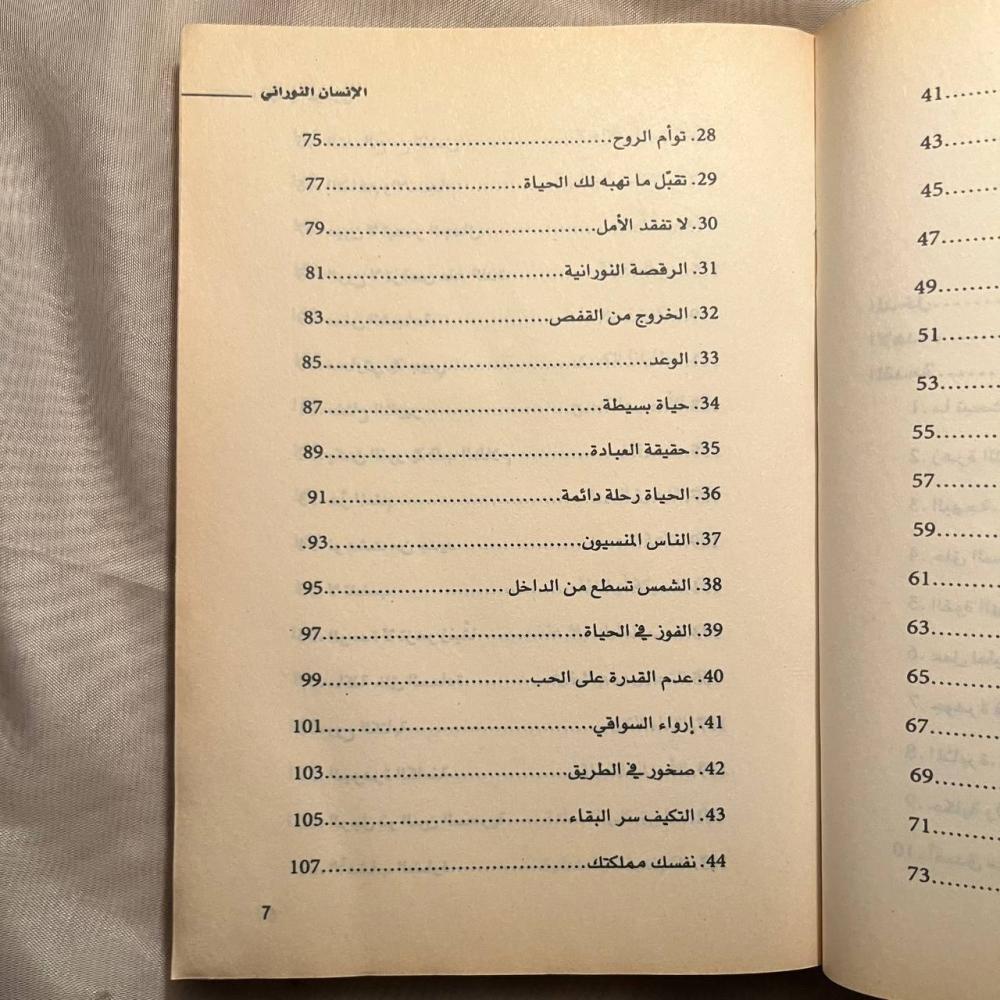 41..........
43..........
45..........
47..........
49..........
51..........
53..........
55..........
57..........
59..........
61..........
63..........
65..........
67..........
69..........
71..........
73..........
الإنسان النوراني
28. توأم الروح..........75
29. تقبّل ما تهبه لك الحياة..........77
30. لا تفقد الأمل..........79
31. الرقصة النورانية..........81
32. الخروج من القفص..........83
33. الوعد..........85
34. حياة بسيطة..........87
35. حقيقة العبادة..........89
36. الحياة رحلة دائمة..........91
37. الناس المنسيون..........93.
38. الشمس تسطع من الداخل..........95
39. الفوز في الحياة..........97
40. عدم القدرة على الحب..........99
41. إرواء السواقي..........101
42. صخور في الطريق..........103
43. التكيف سر البقاء..........105
44. نفسك مملكتك..........107
7